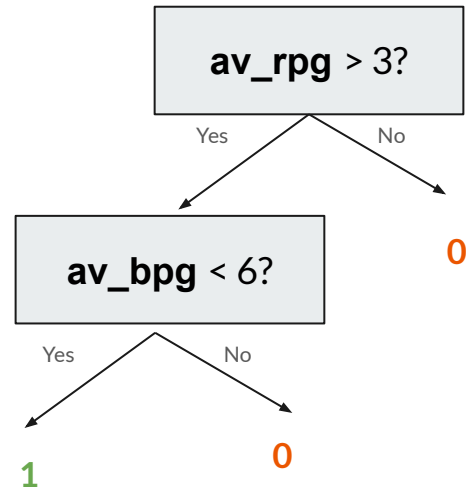 av_rpg > 3?
Yes
No
av_bpg < 6?
0
Yes
No
1
0